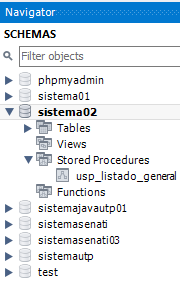 Navigator
SCHEMAS
Filter objects
phpmyadmin
sistema01
sistema02
Tables
Views
Stored Procedures
usp_listado_general
Functions
sistemajavautp01
sistemasenati
sistemasenati03
sistemautp
test